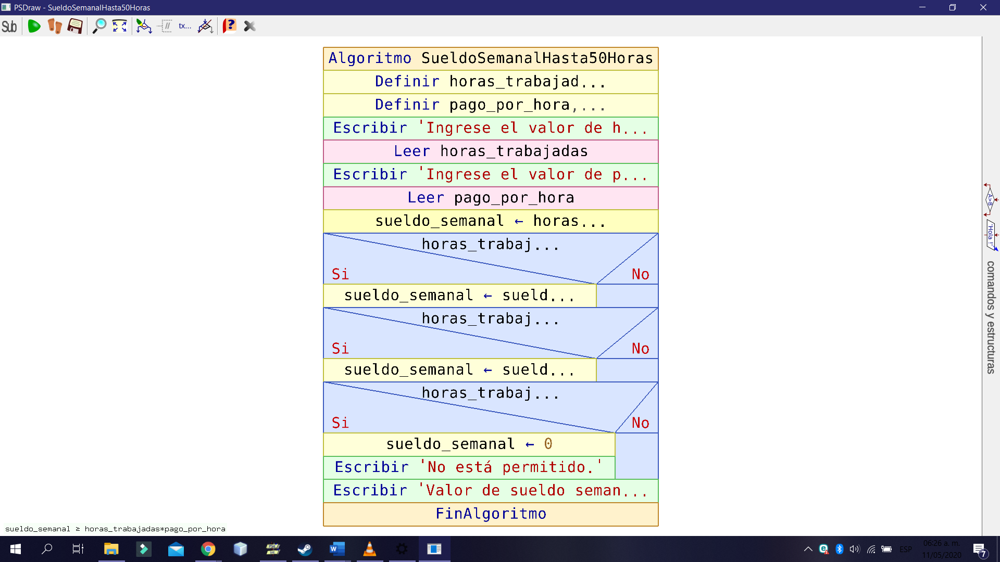 PSDraw - SueldoSemanalHasta50Horas
Sub
tx...
Algoritmo SueldoSemanalHasta50Horas
Definir horas_trabajad...
Definir pago_por_hora,...
Escribir 'Ingrese el valor de h...
Leer horas_trabajadas
Escribir 'Ingrese el valor de p...
Leer pago_por_hora
sueldo_semanal ← horas...
horas_trabaj...
Si No
sueldo_semanal ← sueld...
horas_trabaj...
Si No
sueldo_semanal ← sueld...
horas_trabaj...
Si No
sueldo_semanal ← 0
Escribir 'No está permitido.'
Escribir 'Valor de sueldo seman...
FinAlgoritmo
A>B
'Hola !'
comandos y estructuras
sueldo_semanal ≥ horas_trabajadas*pago_por_hora
ESP
06:26 a. m.
11/05/2020
7